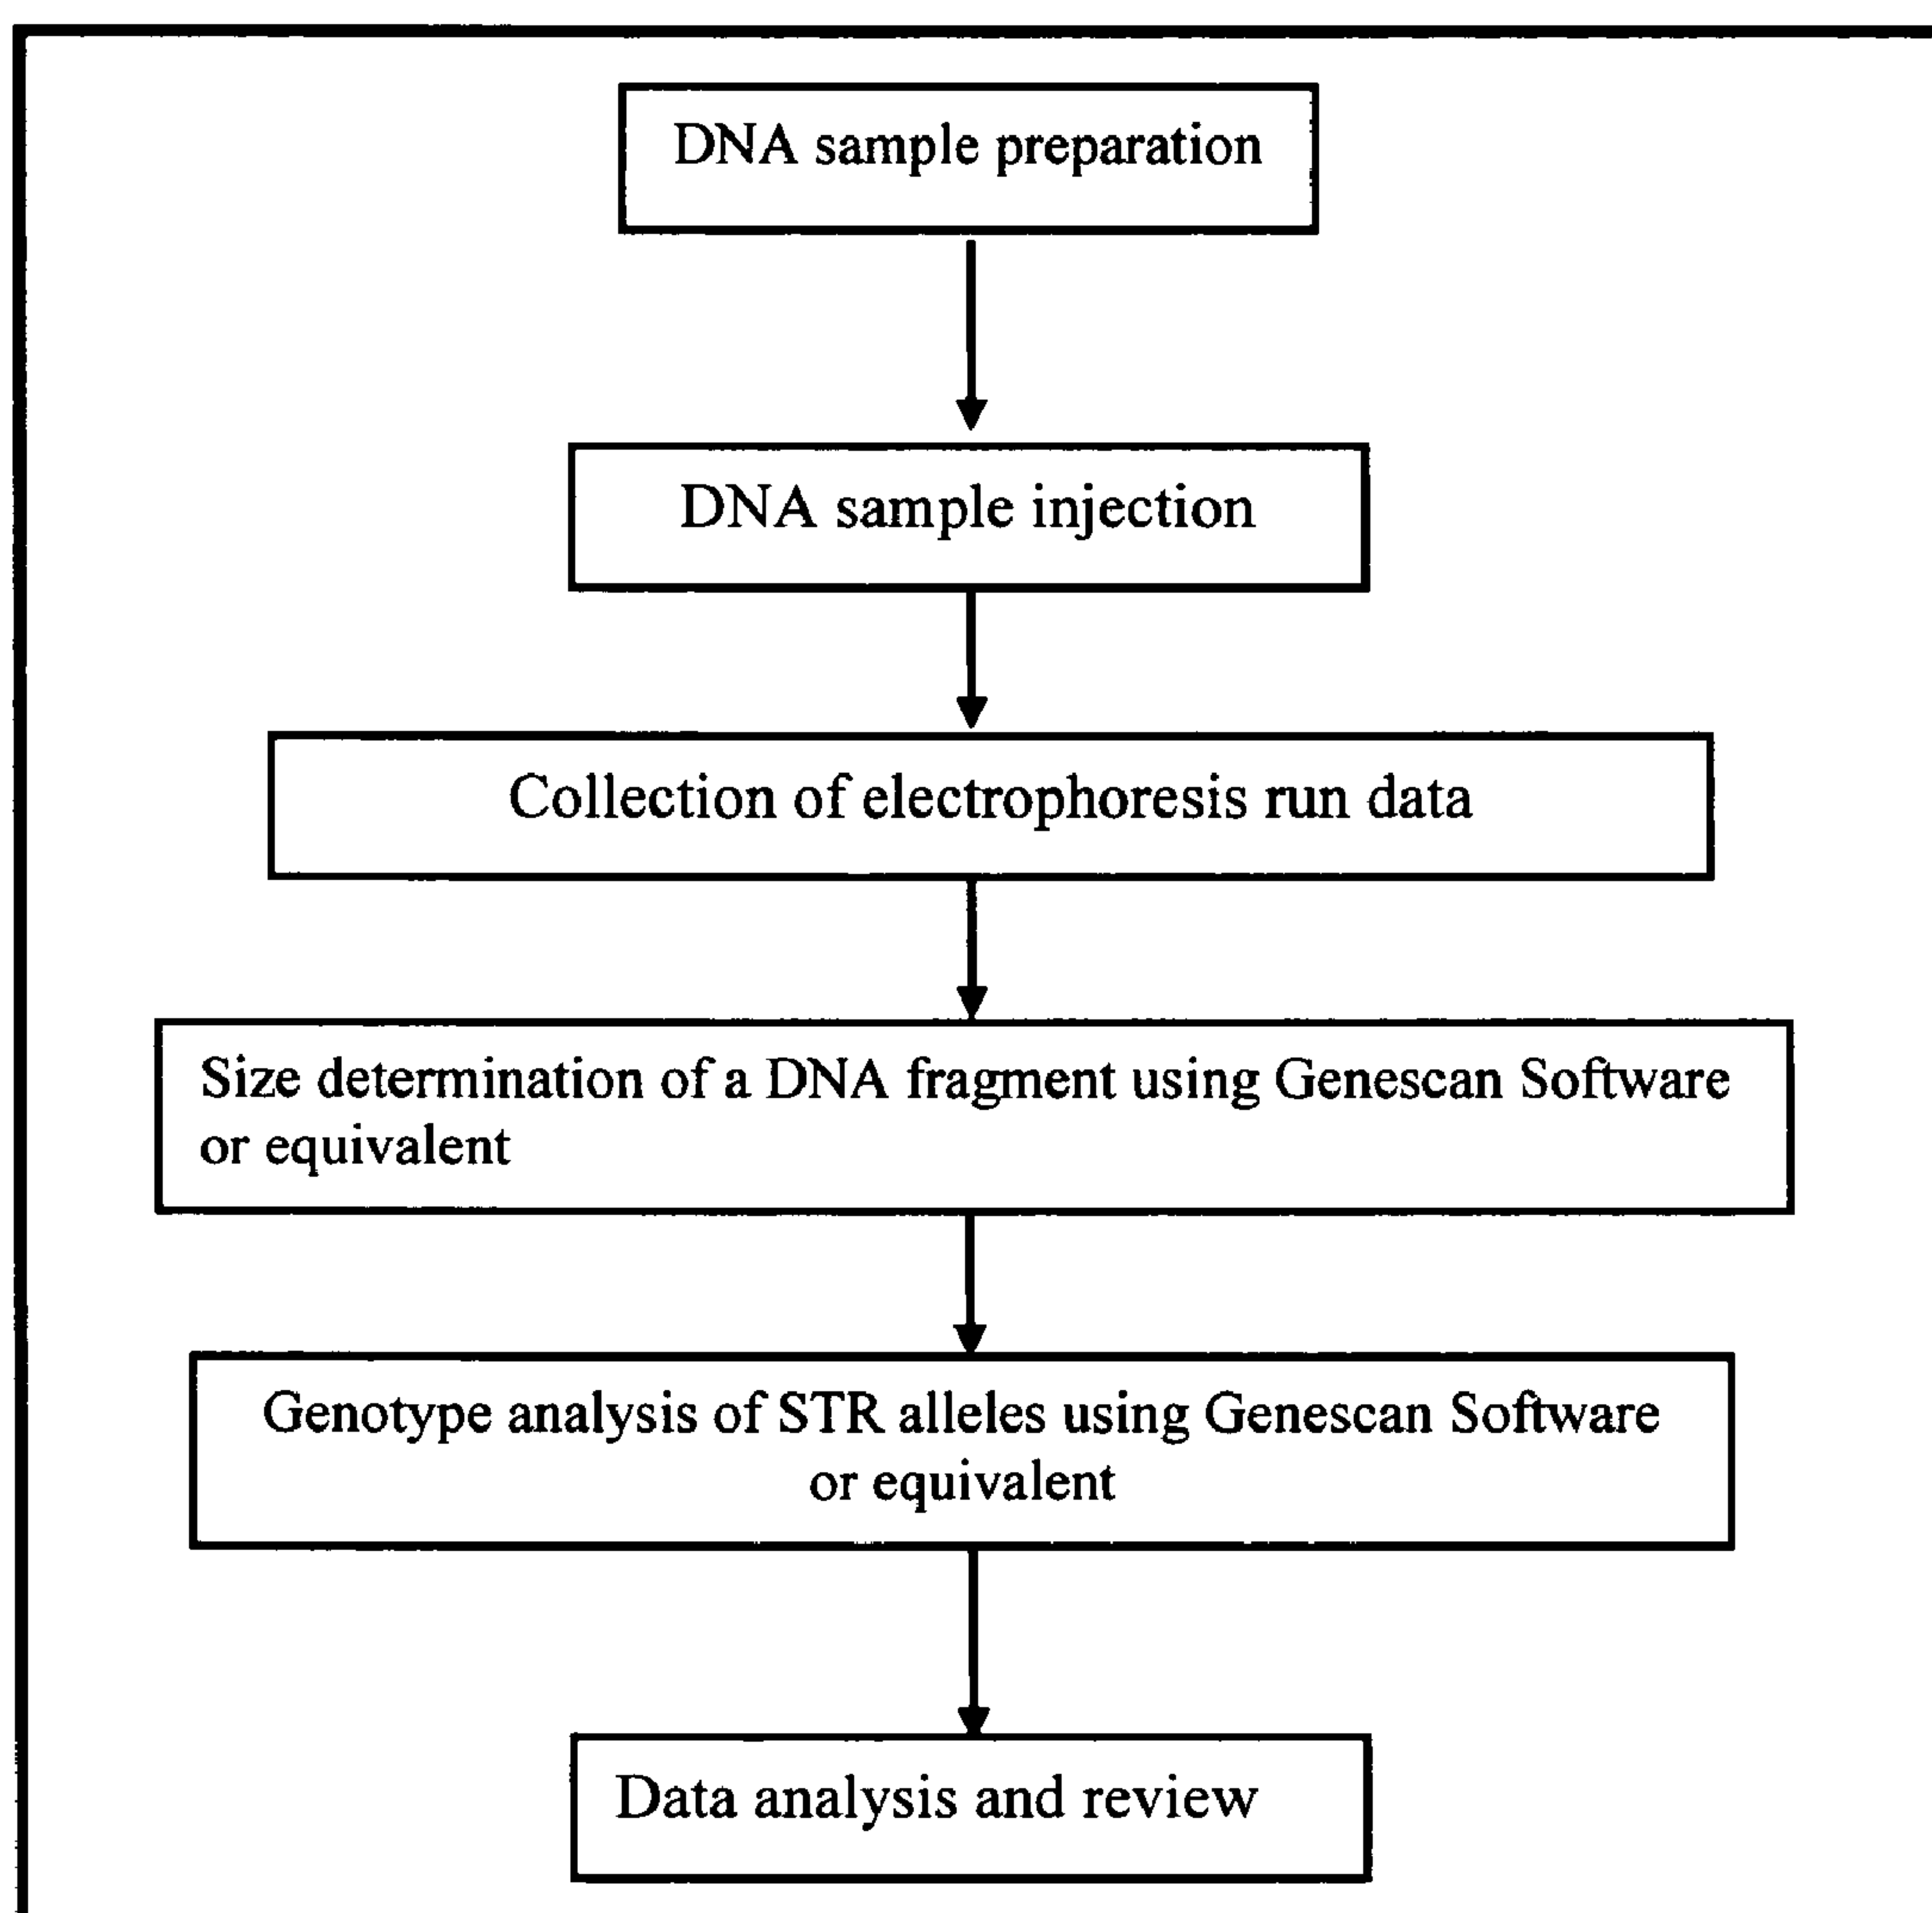 DNA sample preparation
DNA sample injection
Collection of electrophoresis run data
Size determination of a DNA fragment using Genescan Software
or equivalent
Genotype analysis of STR alleles using Genescan Software
or equivalent
Data analysis and review